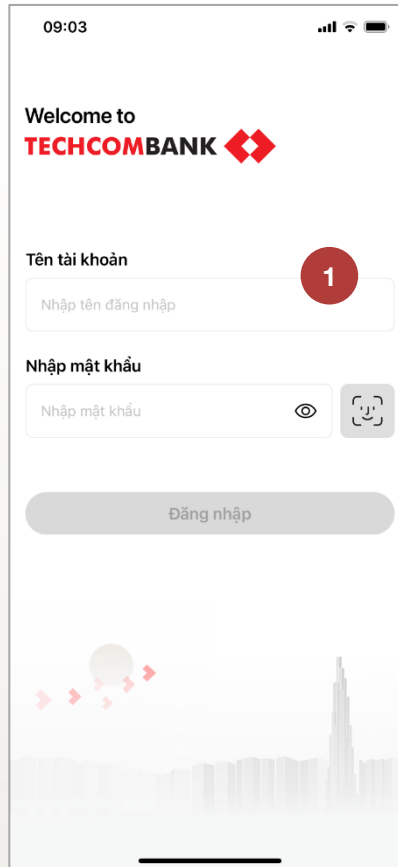 09:03
Welcome to
TECHCOMBANK
Tên tài khoản
1
Nhập tên đăng nhập
Nhập mật khẩu
Nhập mật khẩu
Đăng nhập